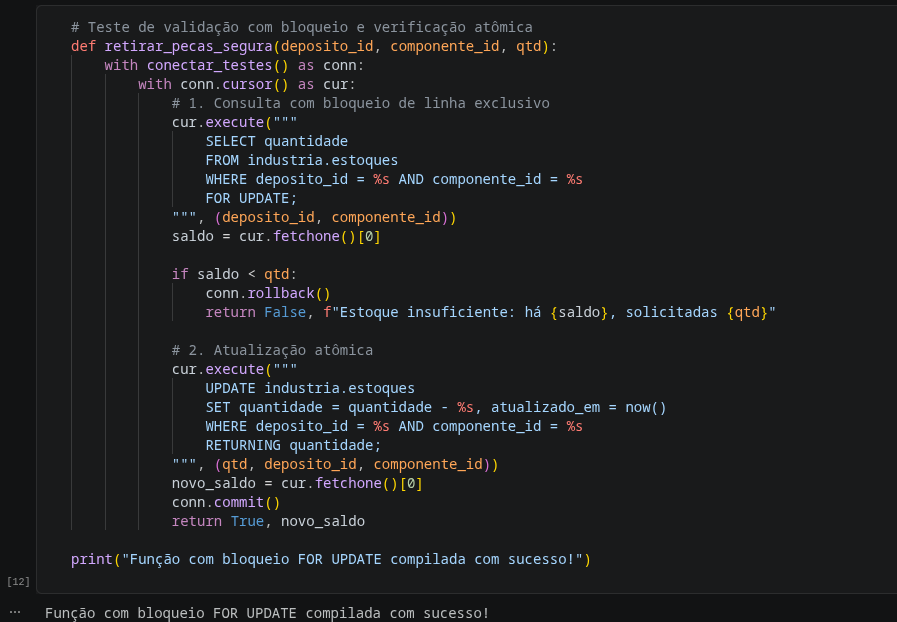 # Teste de validação com bloqueio e verificação atômica
def retirar_pecas_segura(deposito_id, componente_id, qtd):
    with conectar_testes() as conn:
        with conn.cursor() as cur:
            # 1. Consulta com bloqueio de linha exclusivo
            cur.execute("""
                SELECT quantidade
                FROM industria.estoques
                WHERE deposito_id = %s AND componente_id = %s
                FOR UPDATE;
            """, (deposito_id, componente_id))
            saldo = cur.fetchone()[0]

            if saldo < qtd:
                conn.rollback()
                return False, f"Estoque insuficiente: há {saldo}, solicitadas {qtd}"

            # 2. Atualização atômica
            cur.execute("""
                UPDATE industria.estoques
                SET quantidade = quantidade - %s, atualizado_em = now()
                WHERE deposito_id = %s AND componente_id = %s
                RETURNING quantidade;
            """, (qtd, deposito_id, componente_id))
            novo_saldo = cur.fetchone()[0]
            conn.commit()
            return True, novo_saldo

print("Função com bloqueio FOR UPDATE compilada com sucesso!")
[12]
... Função com bloqueio FOR UPDATE compilada com sucesso!